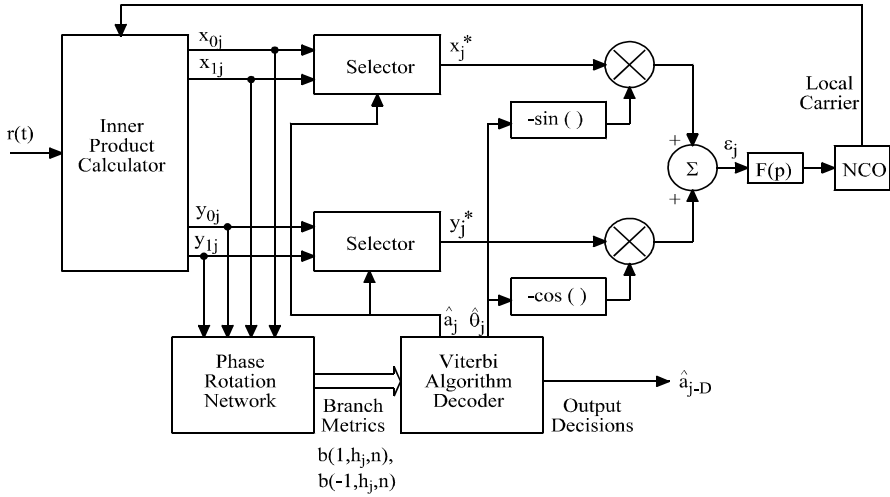 x0j
x1j
Selector
xj*
Local
Carrier
-sin ( )
r(t)
Inner
Product
Calculator
+
εj
Σ
F(p)
NCO
+
y0j
y1j
Selector
yj*
-cos ( )
âj
θ̂j
Phase
Rotation
Network
Branch
Metrics
b(1,hj,n),
b(-1,hj,n)
Viterbi
Algorithm
Decoder
Output
Decisions
âj-D